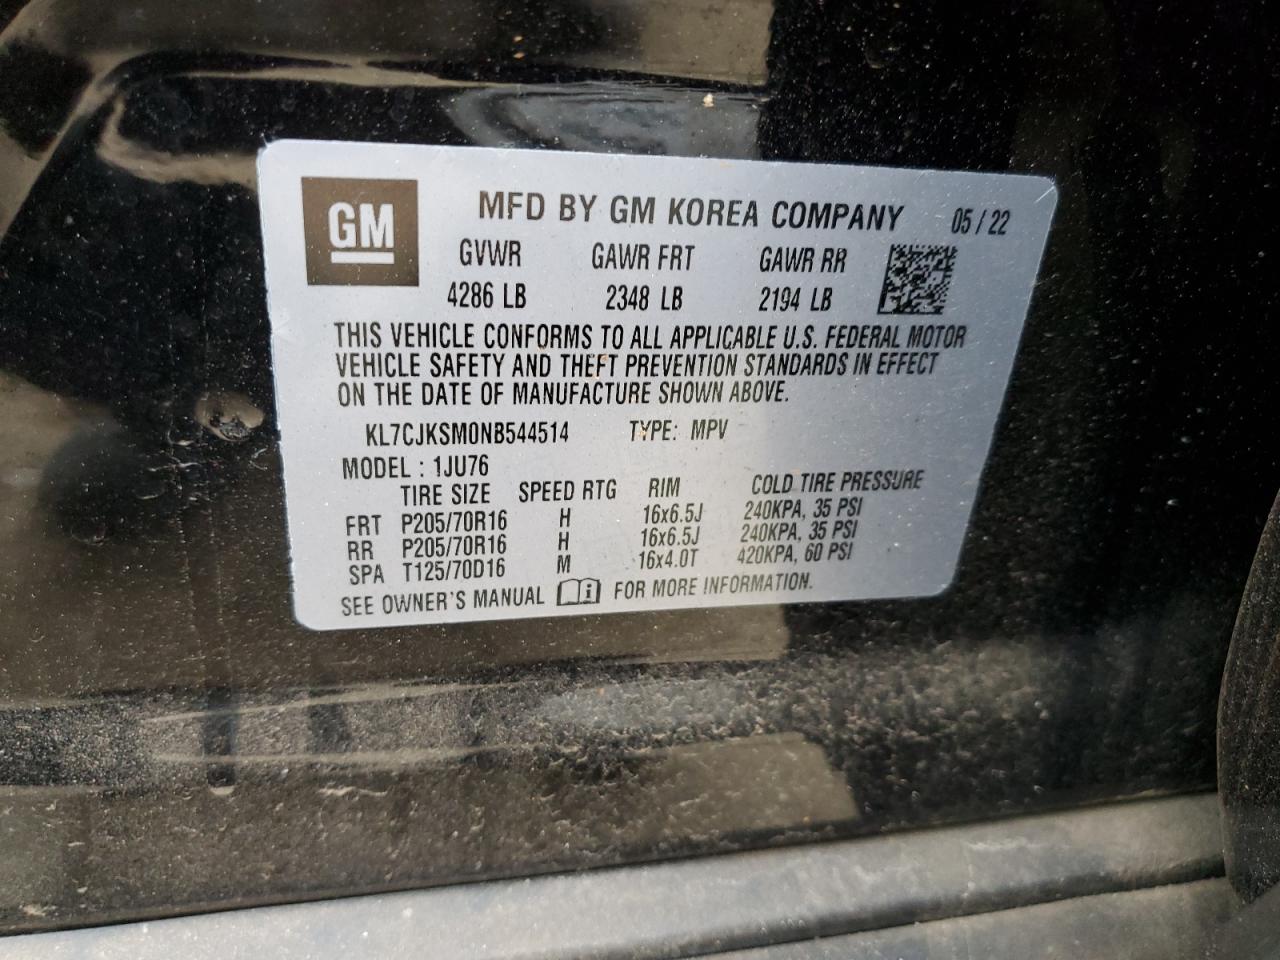 GM
MFD BY GM KOREA COMPANY 05/22
GVWR GAWR FRT GAWR RR
4286 LB 2348 LB 2194 LB
THIS VEHICLE CONFORMS TO ALL APPLICABLE U.S. FEDERAL MOTOR
VEHICLE SAFETY AND THEFT PREVENTION STANDARDS IN EFFECT
ON THE DATE OF MANUFACTURE SHOWN ABOVE.
KL7CJKSM0NB544514 TYPE: MPV
MODEL : 1JU76
TIRE SIZE SPEED RTG RIM COLD TIRE PRESSURE
FRT P205/70R16 H 16x6.5J 240KPA, 35 PSI
RR P205/70R16 H 16x6.5J 240KPA, 35 PSI
SPA T125/70D16 M 16x4.0T 420KPA, 60 PSI
SEE OWNER'S MANUAL i FOR MORE INFORMATION.